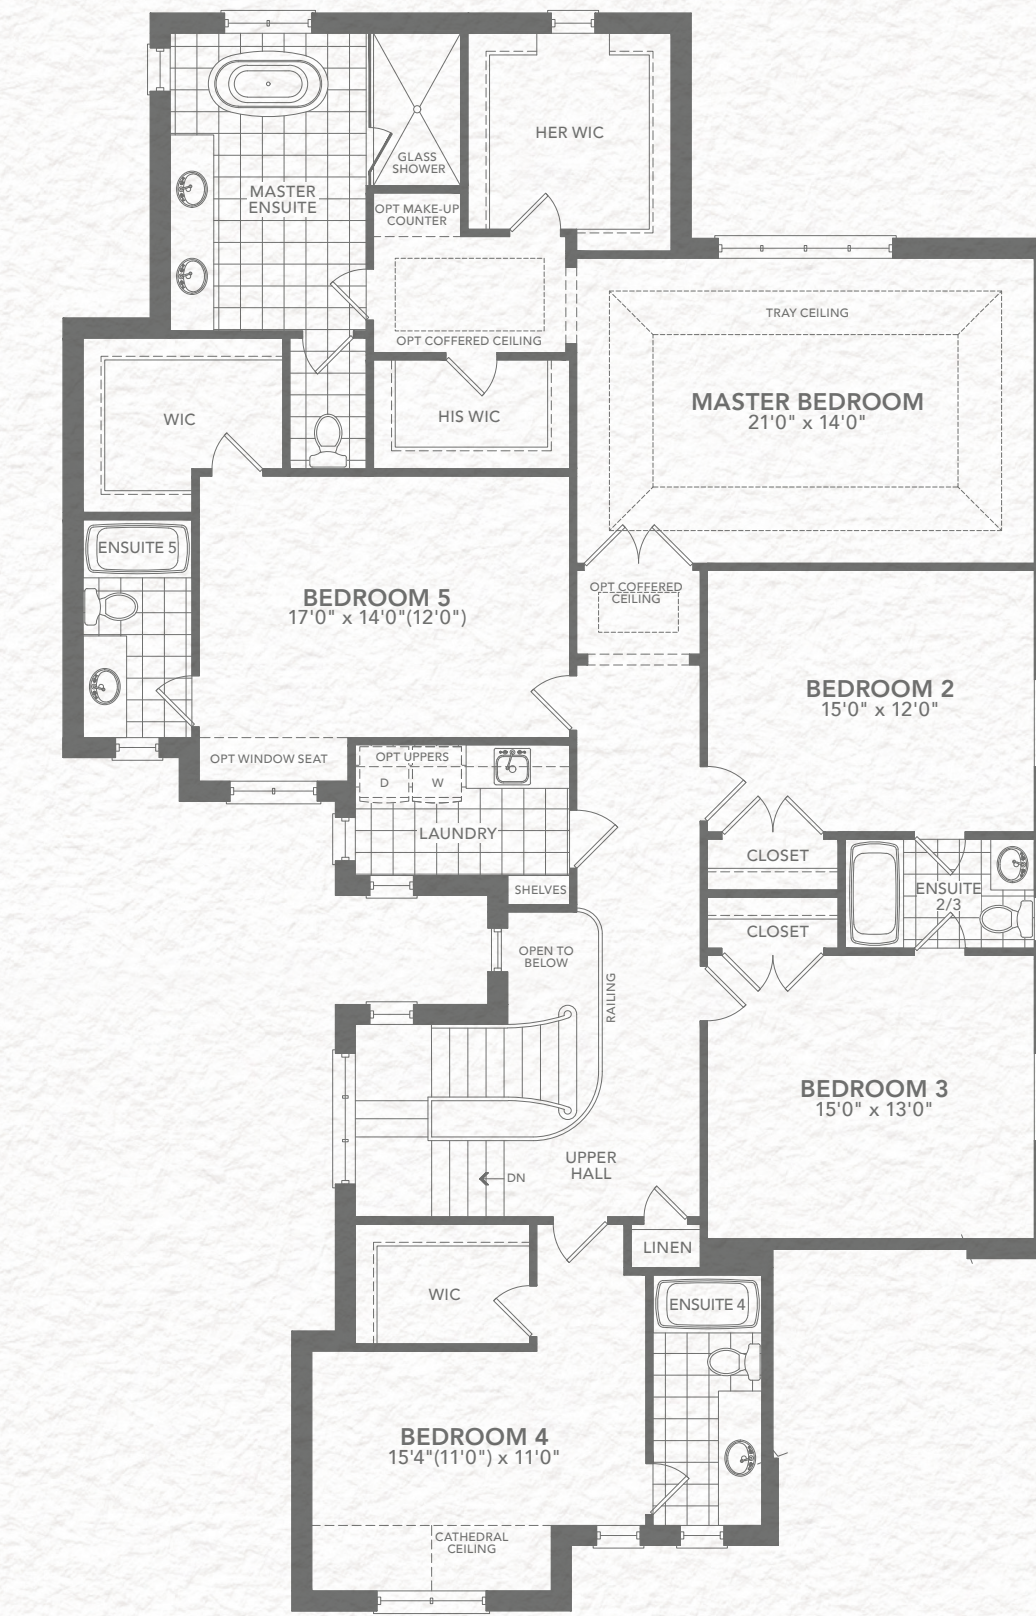 HER WIC
GLASS
SHOWER
MASTER
ENSUITE
OPT MAKE-UP
COUNTER
TRAY CEILING
OPT COFFERED CEILING
MASTER BEDROOM
21'0" x 14'0"
WIC
HIS WIC
ENSUITE 5
BEDROOM 5
17'0" x 14'0"(12'0")
OPT COFFERED
CEILING
BEDROOM 2
15'0" x 12'0"
OPT WINDOW SEAT
OPT UPPERS
D
W
LAUNDRY
CLOSET
SHELVES
ENSUITE
2/3
CLOSET
OPEN TO
BELOW
RAILING
BEDROOM 3
15'0" x 13'0"
UPPER
HALL
DN
LINEN
WIC
ENSUITE 4
BEDROOM 4
15'4"(11'0") x 11'0"
CATHEDRAL
CEILING